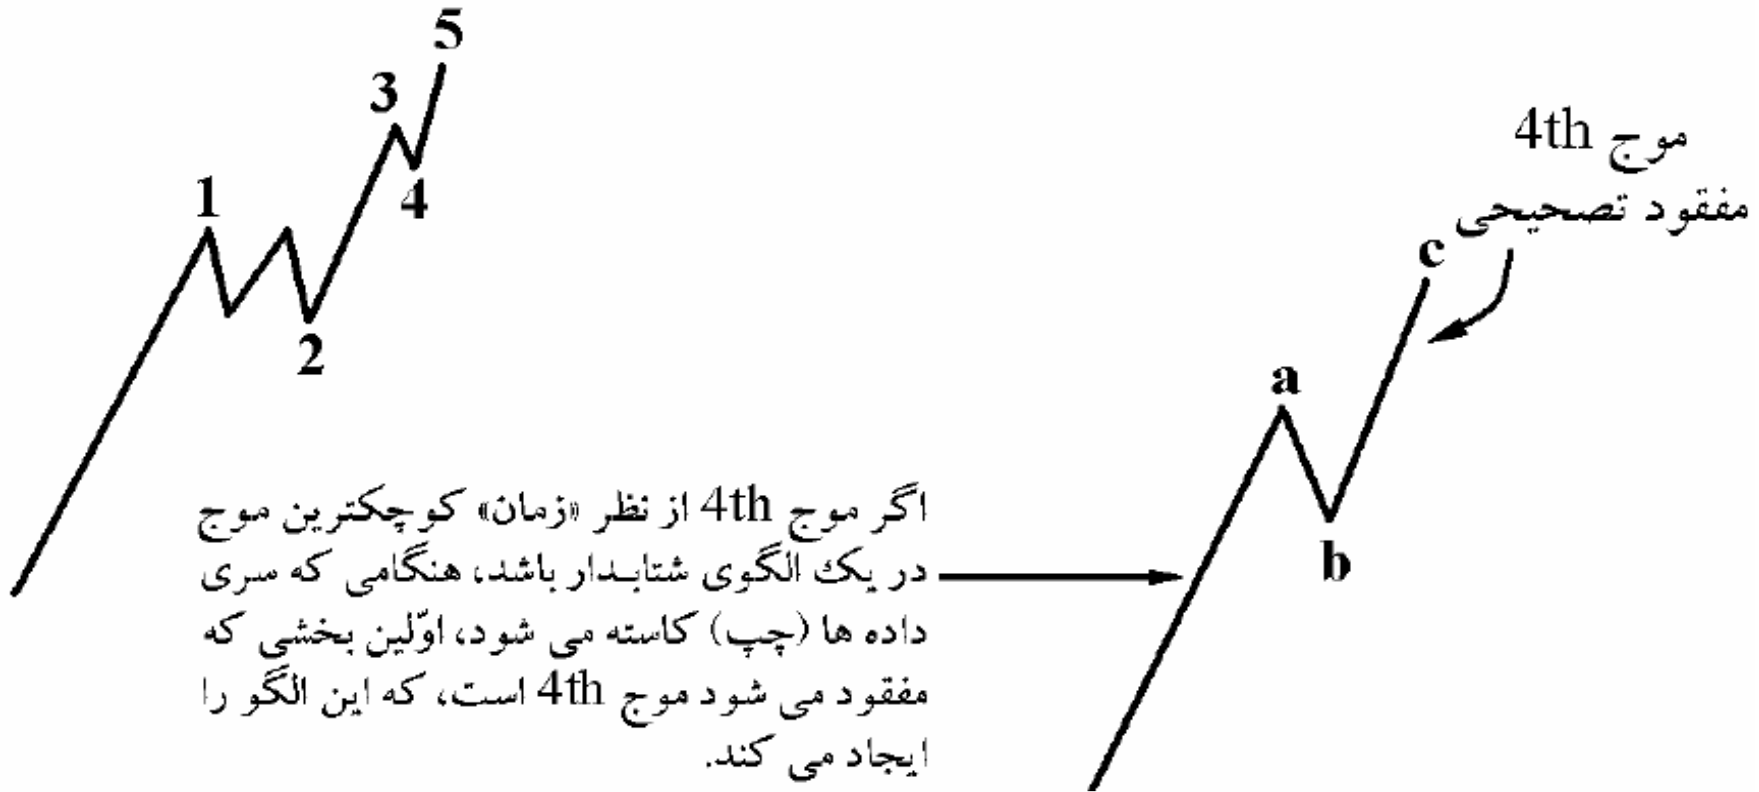 5
3
4
1
2
موج 4th
مفقود تصحیحی
c
a
b
اگر موج 4th از نظر «زمان» کوچکترین موج
در یک الگوی شتابدار باشد، هنگامی که سری
داده ها (چپ) کاسته می شود، اوّلین بخشی که
مفقود می شود موج 4th است، که این الگو را
ایجاد می کند.